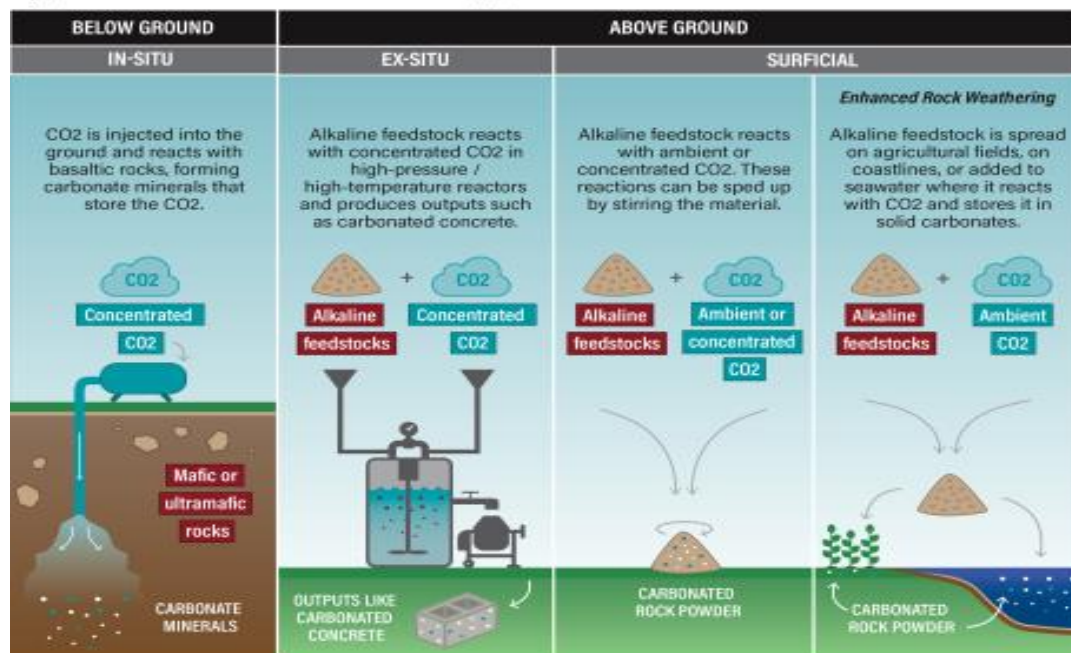 BELOW GROUND
ABOVE GROUND
IN-SITU
EX-SITU
SURFICIAL
CO2 is injected into the
ground and reacts with
basaltic rocks, forming
carbonate minerals that
store the CO2.
CO2
Concentrated
CO2
Mafic or
ultramafic
rocks
CARBONATE
MINERALS
Alkaline feedstock reacts
with concentrated CO2 in
high-pressure /
high-temperature reactors
and produces outputs such
as carbonated concrete.
+
CO2
Alkaline
feedstocks
Concentrated
CO2
OUTPUTS LIKE
CARBONATED
CONCRETE
Alkaline feedstock reacts
with ambient or
concentrated CO2. These
reactions can be sped up
by stirring the material.
+
CO2
Alkaline
feedstocks
Ambient or
concentrated
CO2
CARBONATED
ROCK POWDER
Enhanced Rock Weathering
Alkaline feedstock is spread
on agricultural fields, on
coastlines, or added to
seawater where it reacts
with CO2 and stores it in
solid carbonates.
+
CO2
Alkaline
feedstocks
Ambient
CO2
CARBONATED
ROCK POWDER